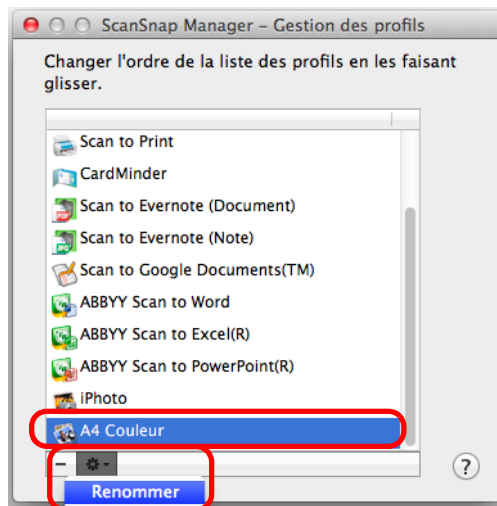 ScanSnap Manager – Gestion des profils
Changer l'ordre de la liste des profils en les faisant
glisser.
Scan to Print
CardMinder
Scan to Evernote (Document)
Scan to Evernote (Note)
Scan to Google Documents(TM)
ABBYY Scan to Word
ABBYY Scan to Excel(R)
ABBYY Scan to PowerPoint(R)
iPhoto
A4 Couleur
?
Renommer